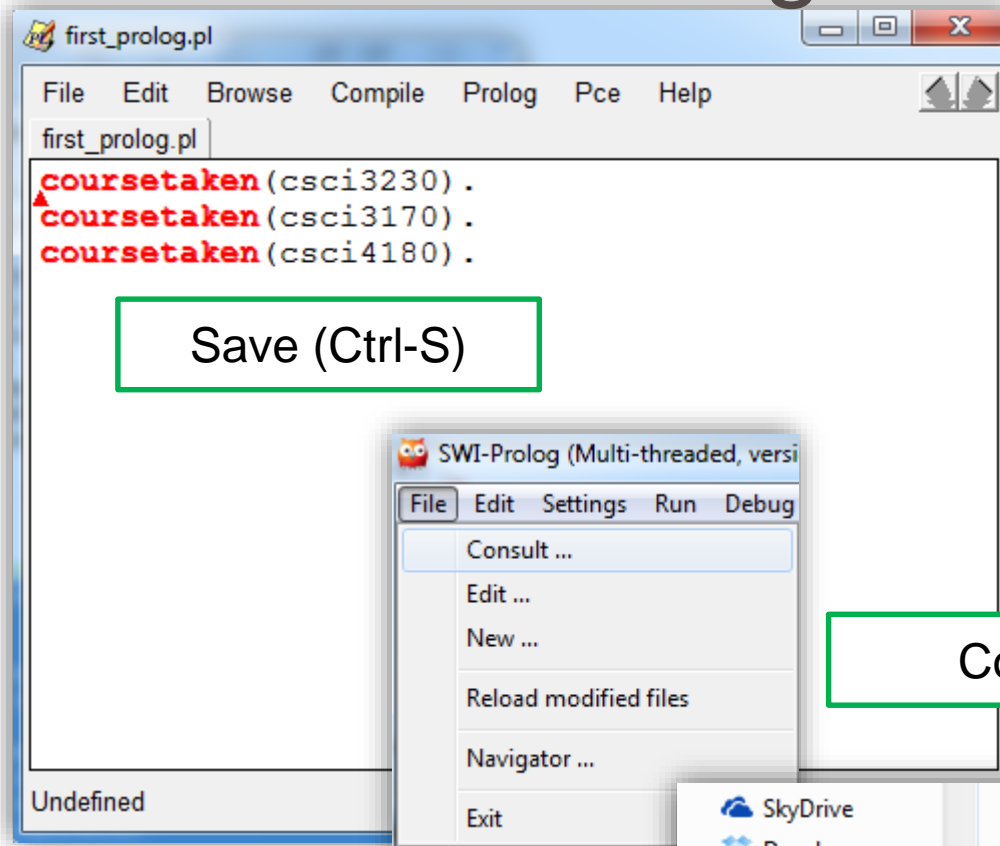 first_prolog.pl
File Edit Browse Compile Prolog Pce Help
first_prolog.pl
coursetaken(csci3230).
coursetaken(csci3170).
coursetaken(csci4180).
Save (Ctrl-S)
SWI-Prolog (Multi-threaded, versi
File Edit Settings Run Debug
Consult ...
Edit ...
New ...
Reload modified files
Navigator ...
Exit
Undefined
SkyDrive